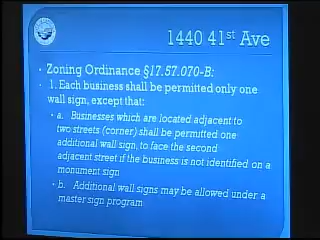 1440 41st Ave
• Zoning Ordinance §17.57.070-B:
• 1. Each business shall be permitted only one
wall sign, except that:
• a. Businesses which are located adjacent to
two streets (corner) shall be permitted one
additional wall sign, to face the second
adjacent street if the business is not identified on a
monument sign
• b. Additional wall signs may be allowed under a
master sign program